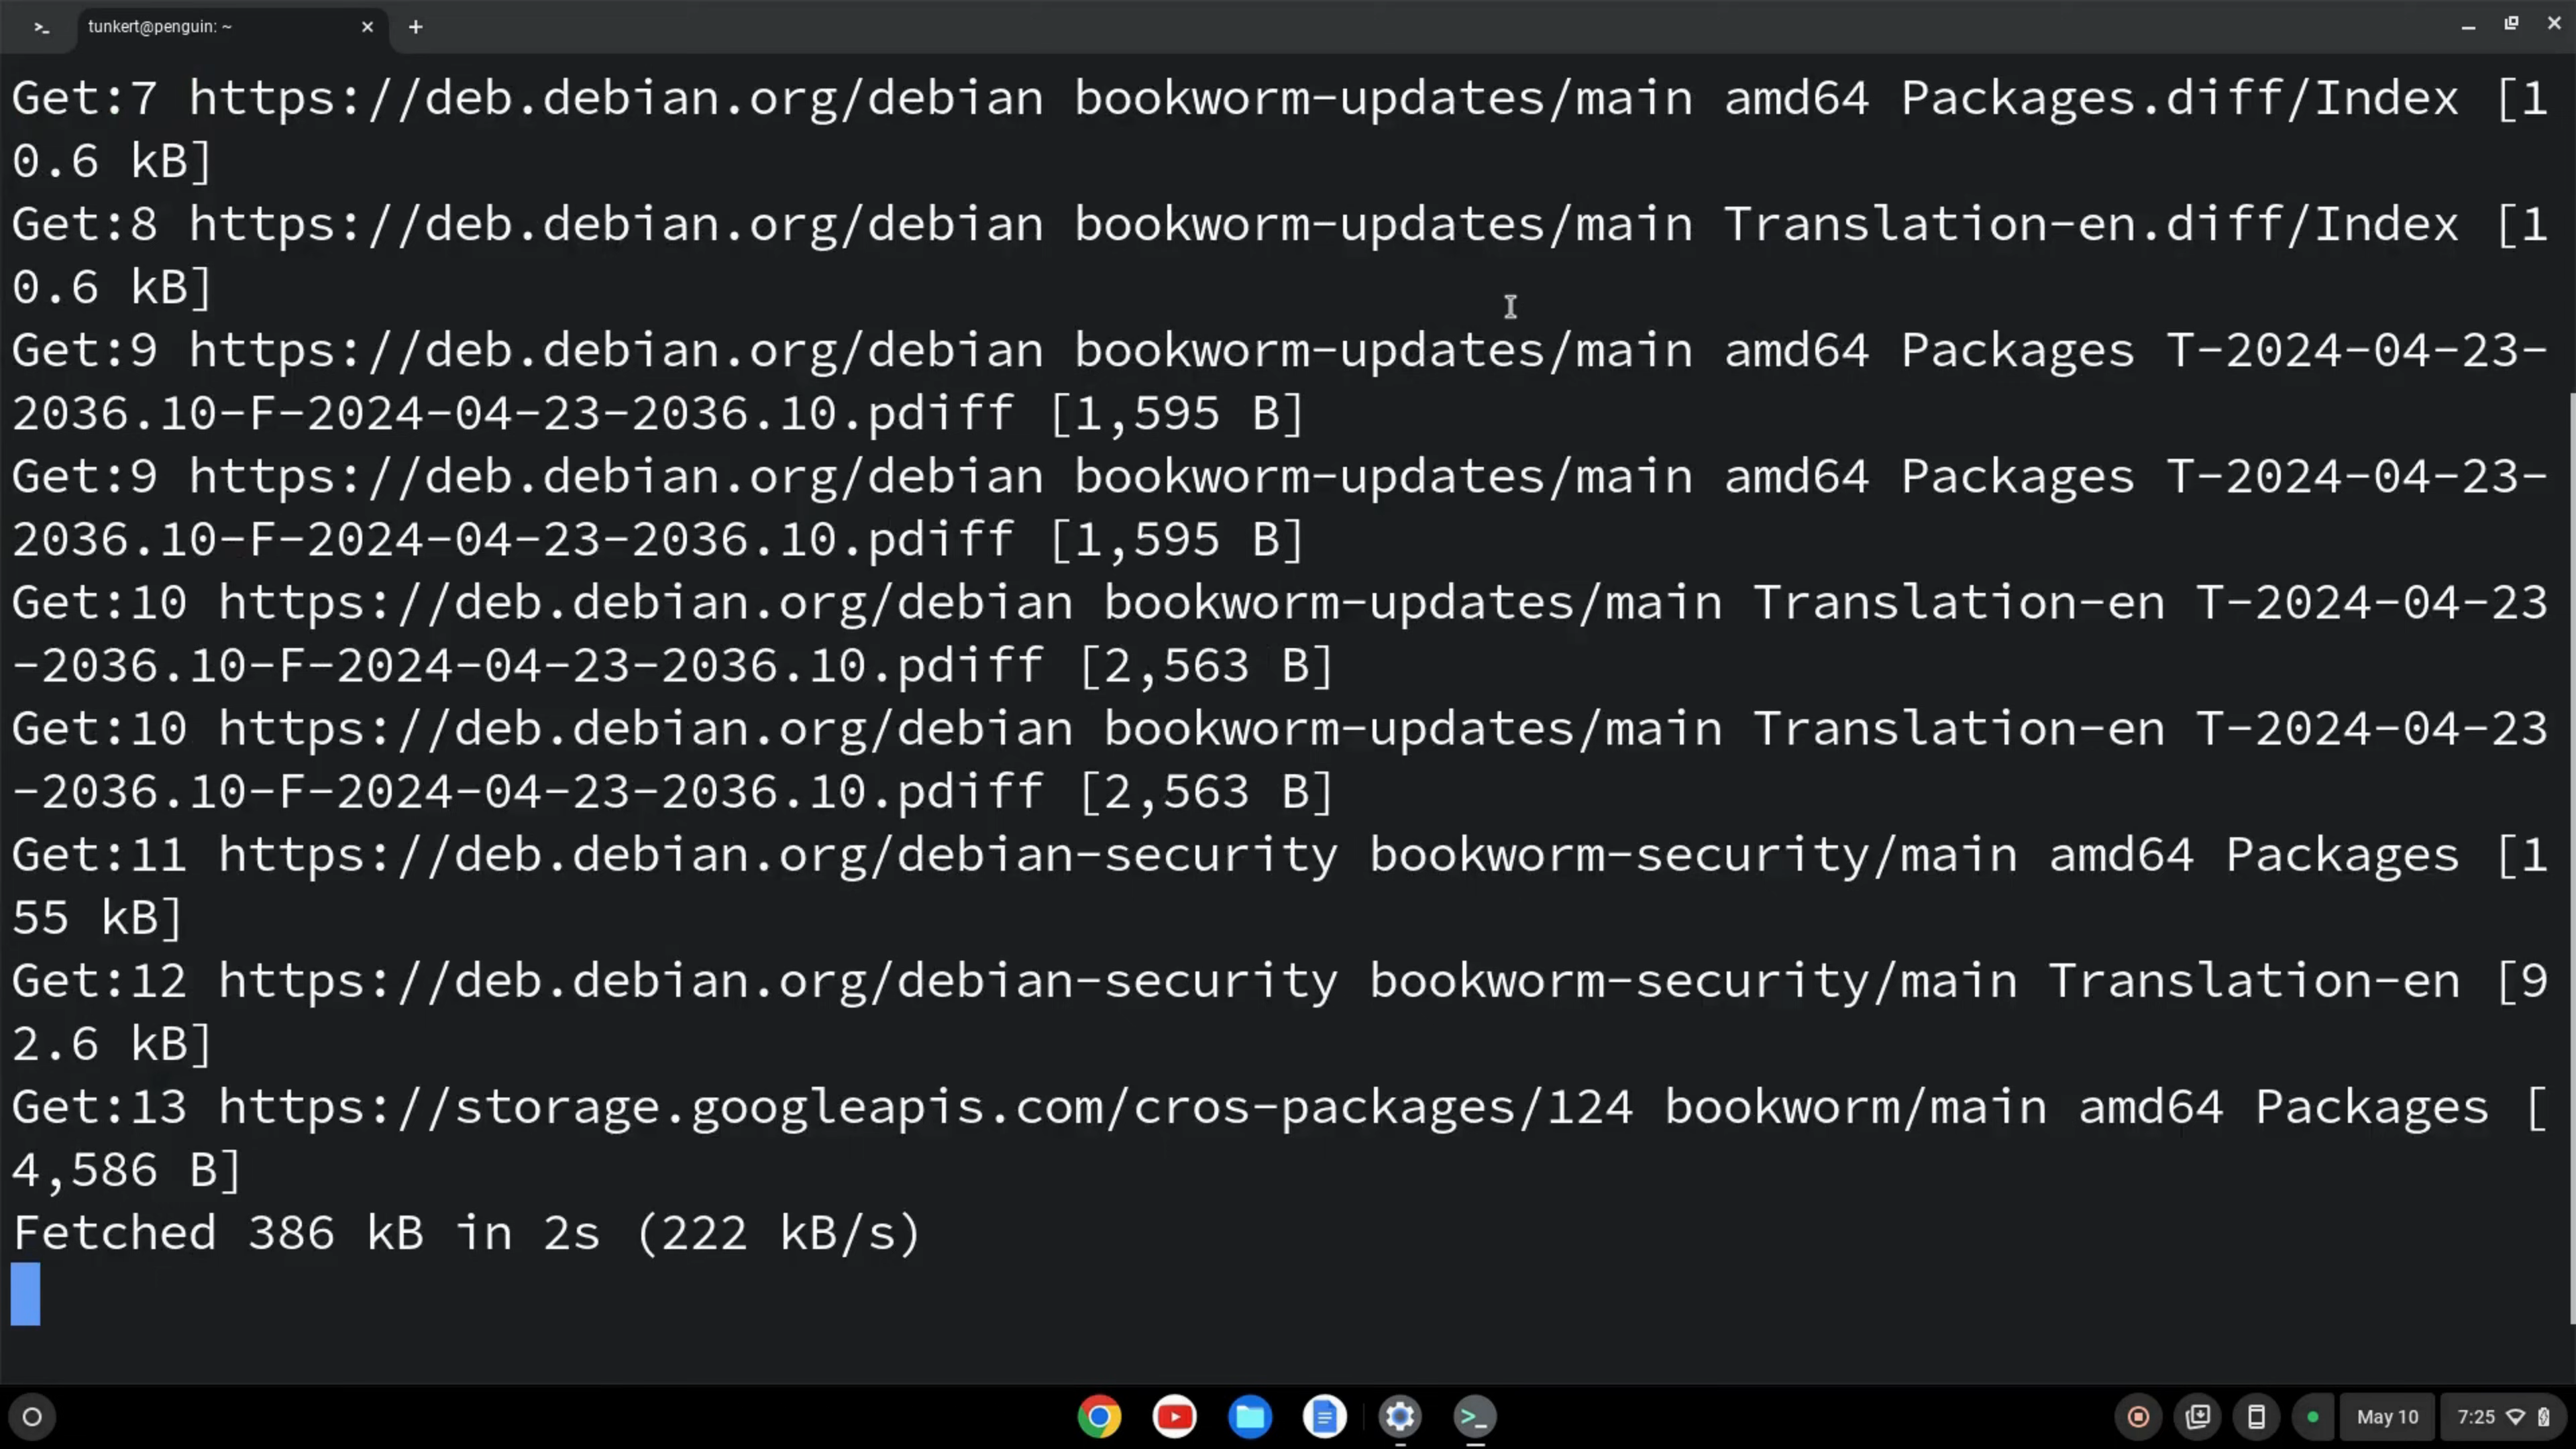 tunkert@penguin: ~
Get:7 https://deb.debian.org/debian bookworm-updates/main amd64 Packages.diff/Index [1
0.6 kB]
Get:8 https://deb.debian.org/debian bookworm-updates/main Translation-en.diff/Index [1
0.6 kB]
Get:9 https://deb.debian.org/debian bookworm-updates/main amd64 Packages T-2024-04-23-
2036.10-F-2024-04-23-2036.10.pdiff [1,595 B]
Get:9 https://deb.debian.org/debian bookworm-updates/main amd64 Packages T-2024-04-23-
2036.10-F-2024-04-23-2036.10.pdiff [1,595 B]
Get:10 https://deb.debian.org/debian bookworm-updates/main Translation-en T-2024-04-23
-2036.10-F-2024-04-23-2036.10.pdiff [2,563 B]
Get:10 https://deb.debian.org/debian bookworm-updates/main Translation-en T-2024-04-23
-2036.10-F-2024-04-23-2036.10.pdiff [2,563 B]
Get:11 https://deb.debian.org/debian-security bookworm-security/main amd64 Packages [1
55 kB]
Get:12 https://deb.debian.org/debian-security bookworm-security/main Translation-en [9
2.6 kB]
Get:13 https://storage.googleapis.com/cros-packages/124 bookworm/main amd64 Packages [
4,586 B]
Fetched 386 kB in 2s (222 kB/s)
May 10 7:25